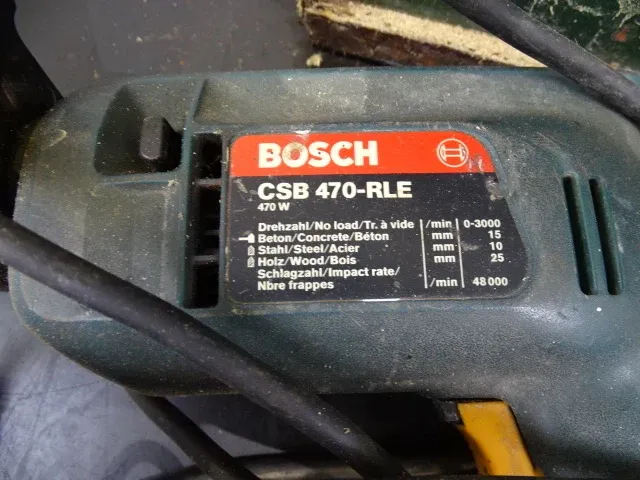 BOSCH
CSB 470-RLE
470 W
Drehzahl/No load/Tr. à vide /min 0-3000
Beton/Concrete/Béton mm 15
Stahl/Steel/Acier mm 10
Holz/Wood/Bois mm 25
Schlagzahl/Impact rate/
Nbre frappes /min 48 000